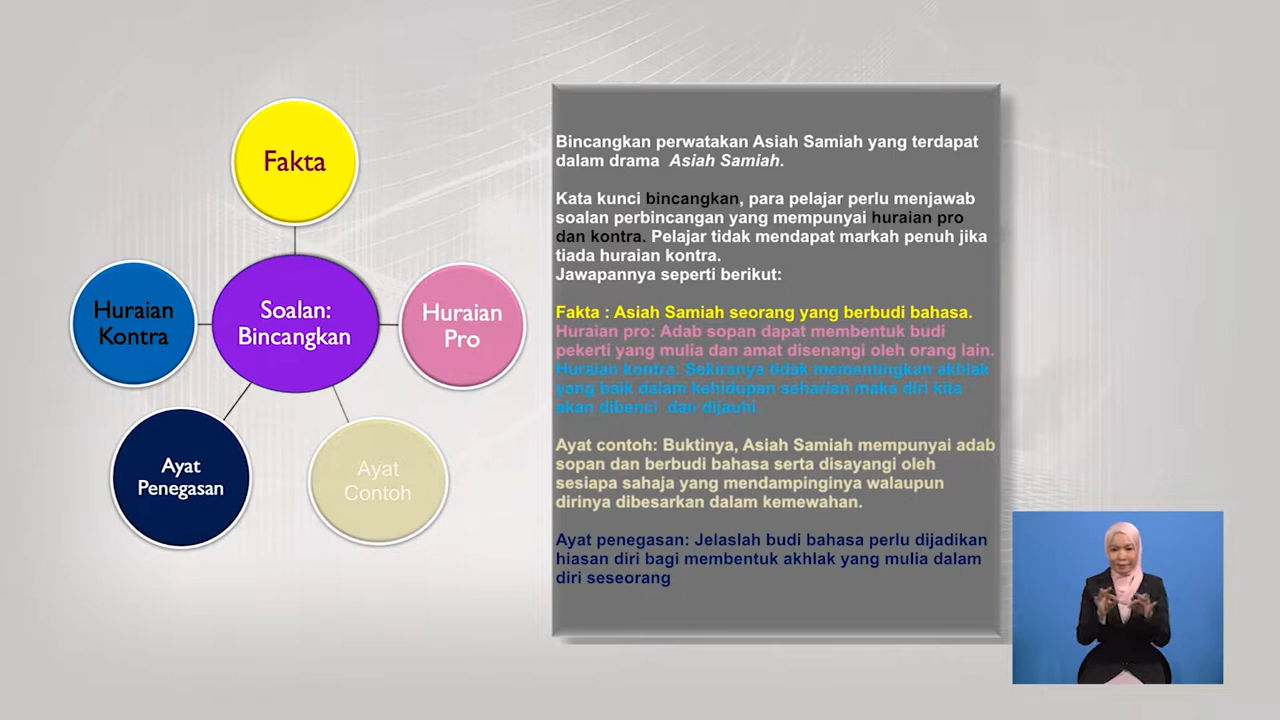 Fakta
Huraian
Kontra
Soalan:
Bincangkan
Huraian
Pro
Ayat
Penegasan
Ayat
Contoh
Bincangkan perwatakan Asiah Samiah yang terdapat
dalam drama Asiah Samiah.
Kata kunci bincangkan, para pelajar perlu menjawab
soalan perbincangan yang mempunyai huraian pro
dan kontra. Pelajar tidak mendapat markah penuh jika
tiada huraian kontra.
Jawapannya seperti berikut:
Fakta : Asiah Samiah seorang yang berbudi bahasa.
Huraian pro: Adab sopan dapat membentuk budi
pekerti yang mulia dan amat disenangi oleh orang lain.
Huraian kontra: Sekiranya tidak mementingkan akhlak
yang baik dalam kehidupan seharian maka diri kita
akan dibenci dan dijauhi.
Ayat contoh: Buktinya, Asiah Samiah mempunyai adab
sopan dan berbudi bahasa serta disayangi oleh
sesiapa sahaja yang mendampinginya walaupun
dirinya dibesarkan dalam kemewahan.
Ayat penegasan: Jelaslah budi bahasa perlu dijadikan
hiasan diri bagi membentuk akhlak yang mulia dalam
diri seseorang